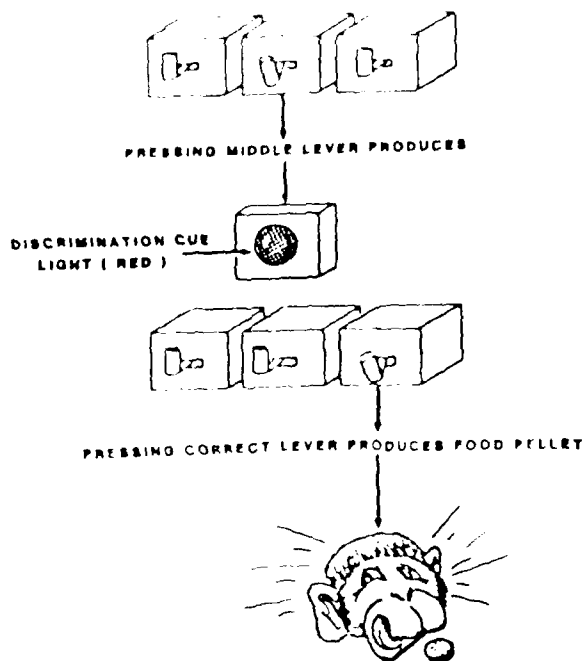 PRESSING MIDDLE LEVER PRODUCES
DISCRIMINATION CUE
LIGHT ( RED )
PRESSING CORRECT LEVER PRODUCES FOOD PELLET